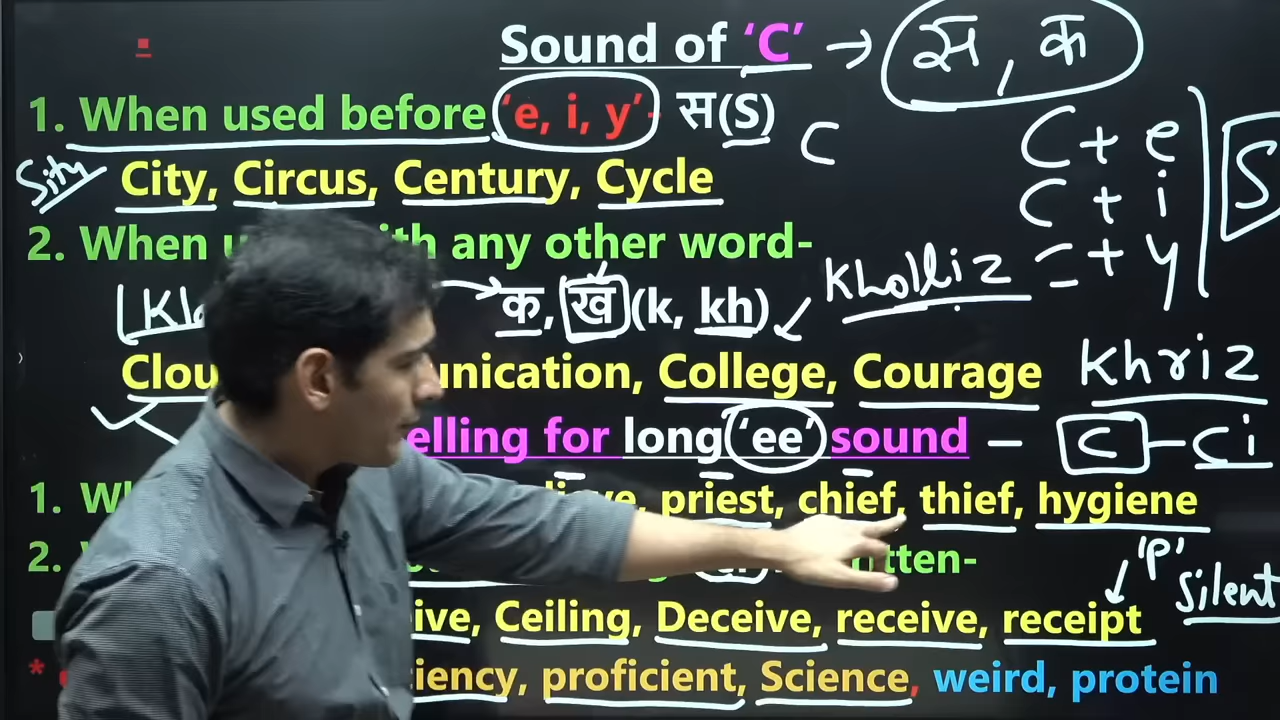 Sound of 'C' → स, क
1. When used before 'e, i, y' - स(S)
C
C + e
Sity City, Circus, Century, Cycle
C + i
S
2. When with any other word-
+ y
Kholliz
क, ख (k, kh)
Khriz
Clou unication, College, Courage
elling for long 'ee' sound – C – Ci
1. priest, chief, thief, hygiene
'P' Silent
2. tten-
ive, Ceiling, Deceive, receive, receipt
* iency, proficient, Science, weird, protein